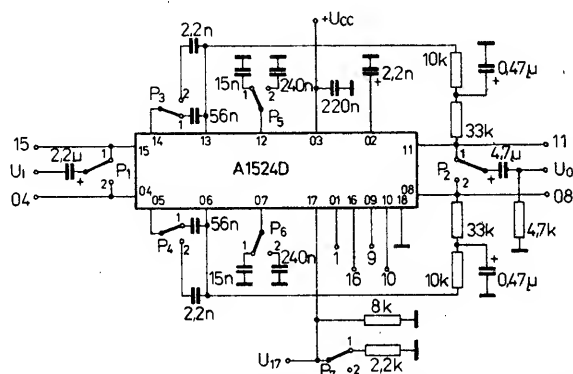 +Ucc
2,2n
15n
240n
2,2n
10k
0,47µ
P3
2
1
56n
1
2
P5
220n
+
33k
14
13
12
03
02
15
15
A1524D
11
11
U1
2,2µ
+
1
P1
2
1
P2
2
4,7µ
+
U0
04
04
08
08
05
06
07
17
01
16
09
10
18
1
P4
2
56n
1
2
P6
33k
4,7k
15n
240n
1
16
9
10
10k
+
0,47µ
2,2n
8k
U17
P7
1
2
2,2k